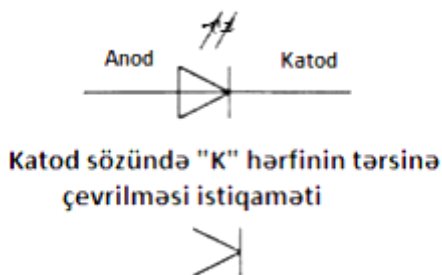 Anod Katod
Katod sözündə "K" hərfinin tərsinə
çevrilməsi istiqaməti